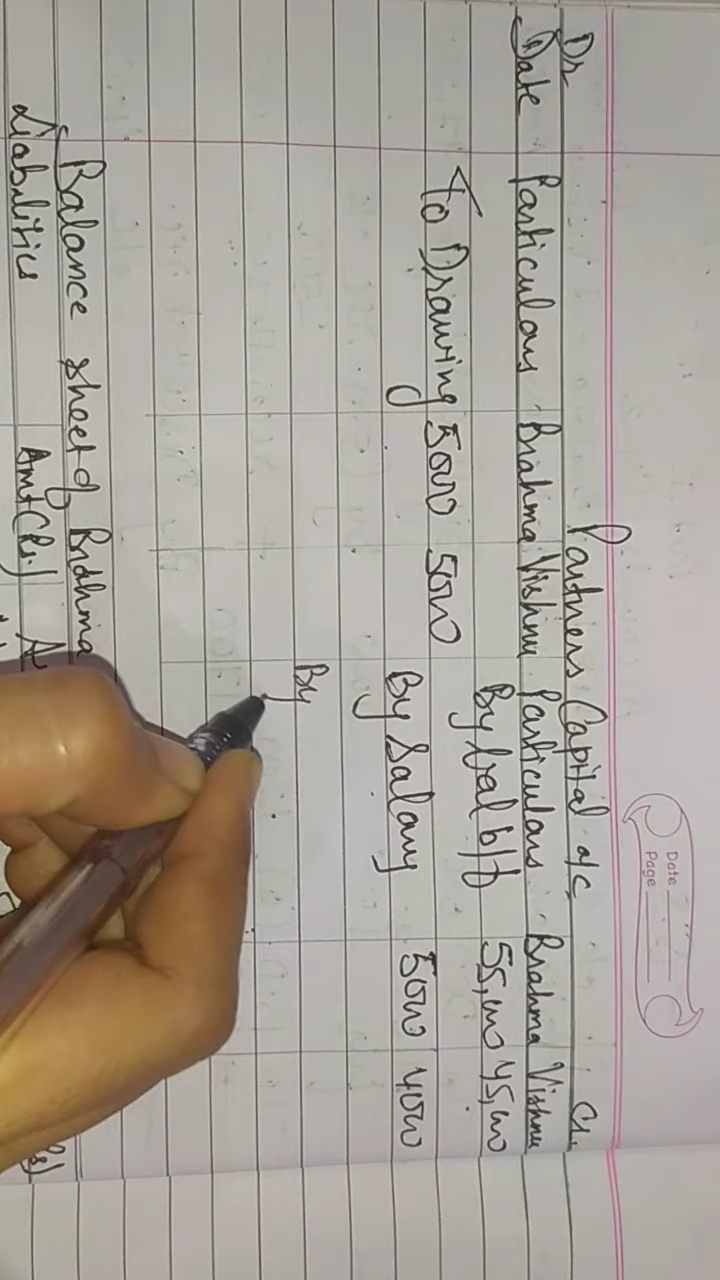 Date
Page
Partners Capital a/c
Dr. Cr.
Date Particulars Brahma Vishnu Particulars Brahma Vishnu
By bal b/f 55,000 45,000
To Drawing 5000 5000
By Salary 5000 4000
By
Balance sheet of Brahma
Liabilities Amt (Rs.) A